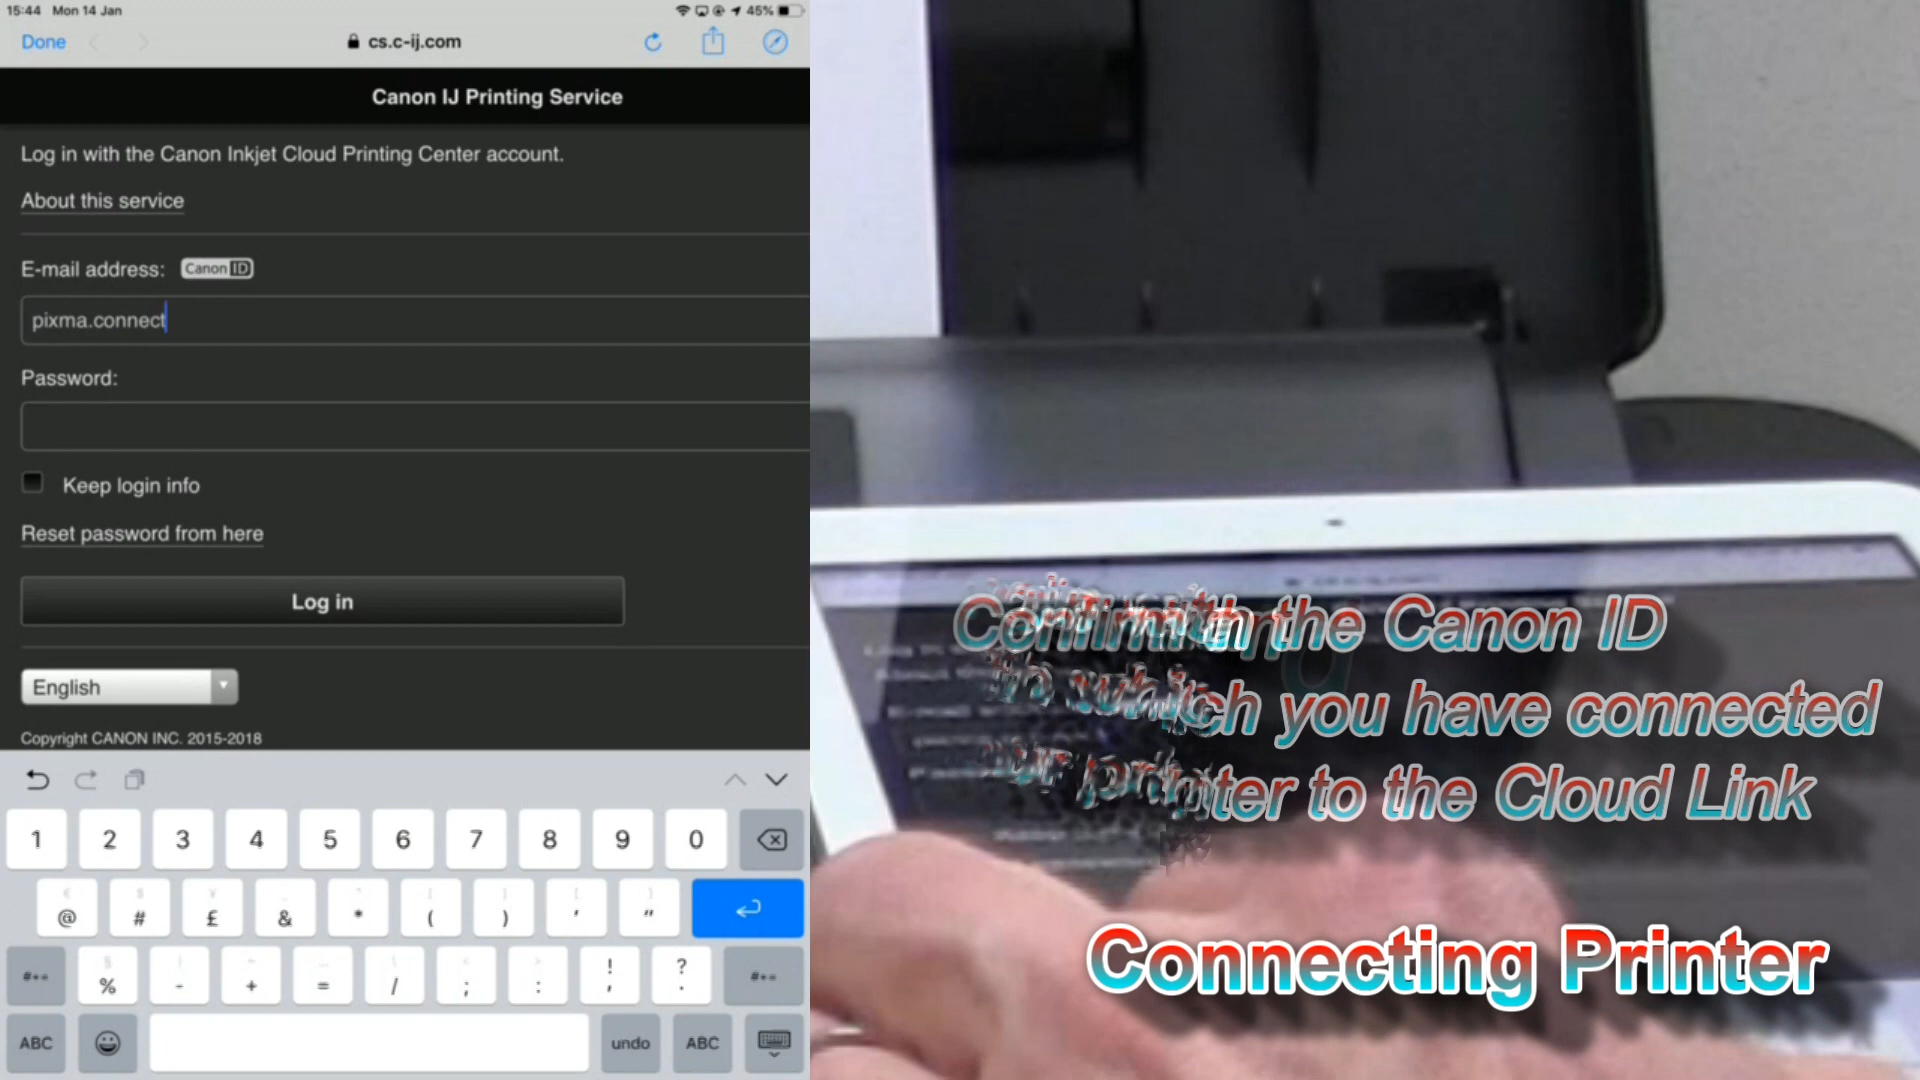 15:44 Mon 14 Jan
45%
Done
cs.c-ij.com
Canon IJ Printing Service
Log in with the Canon Inkjet Cloud Printing Center account.
About this service
E-mail address: Canon ID
pixma.connect
Password:
Keep login info
Reset password from here
Log in
English
Copyright CANON INC. 2015-2018
1 2 3 4 5 6 7 8 9 0
@ # £ & * ( ) ' "
#+= % - + = / ; : ! , ? . #+=
ABC undo ABC
the Canon ID
which you have connected
printer to the Cloud Link
Connecting Printer